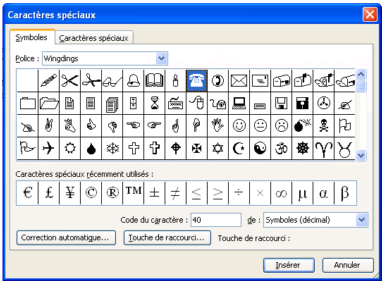 Caractères spéciaux
Symboles Caractères spéciaux
Police : Wingdings
Caractères spéciaux récemment utilisés :
€ £ ¥ © ® ™ ± ≠ ≤ ≥ ÷ × ∞ µ α β
Code du caractère : 40 de : Symboles (décimal)
Correction automatique... Touche de raccourci... Touche de raccourci :
Insérer Annuler